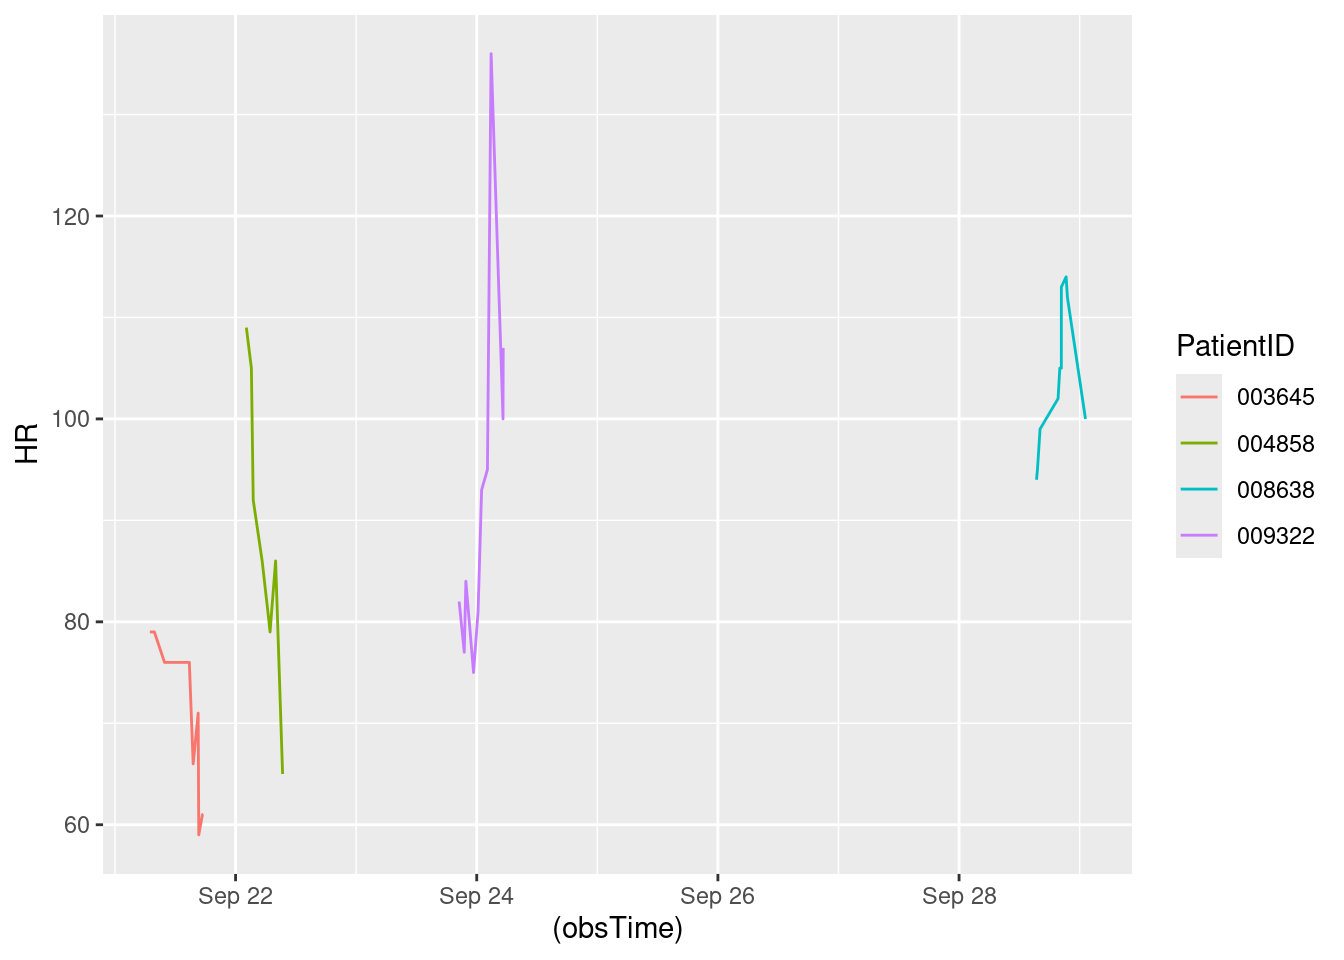 HR
120
100
80
60
Sep 22
Sep 24
Sep 26
Sep 28
(obsTime)
PatientID
003645
004858
008638
009322